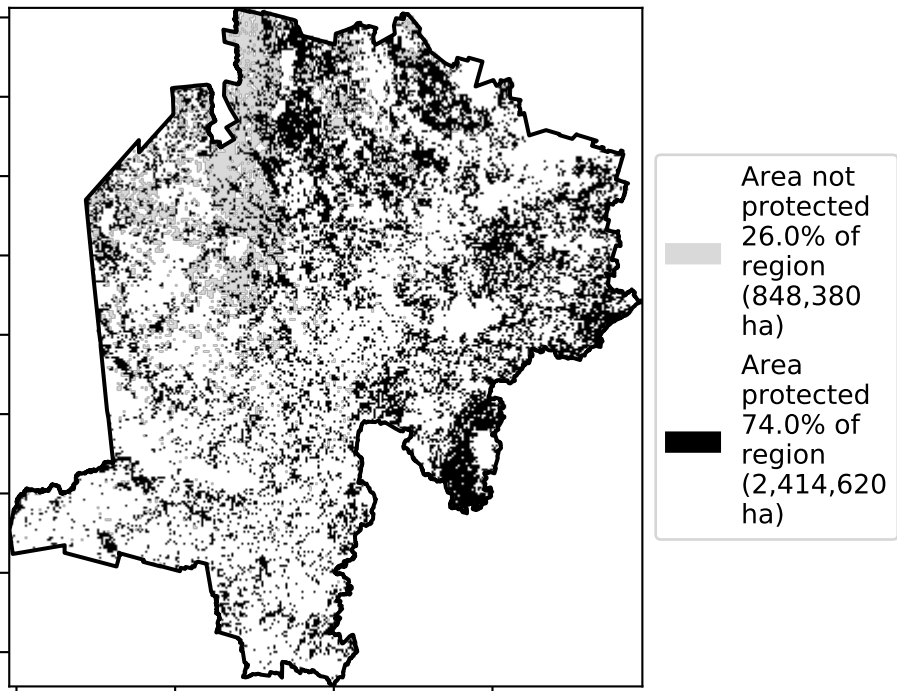 Area not
protected
26.0% of
region
(848,380
ha)
Area
protected
74.0% of
region
(2,414,620
ha)